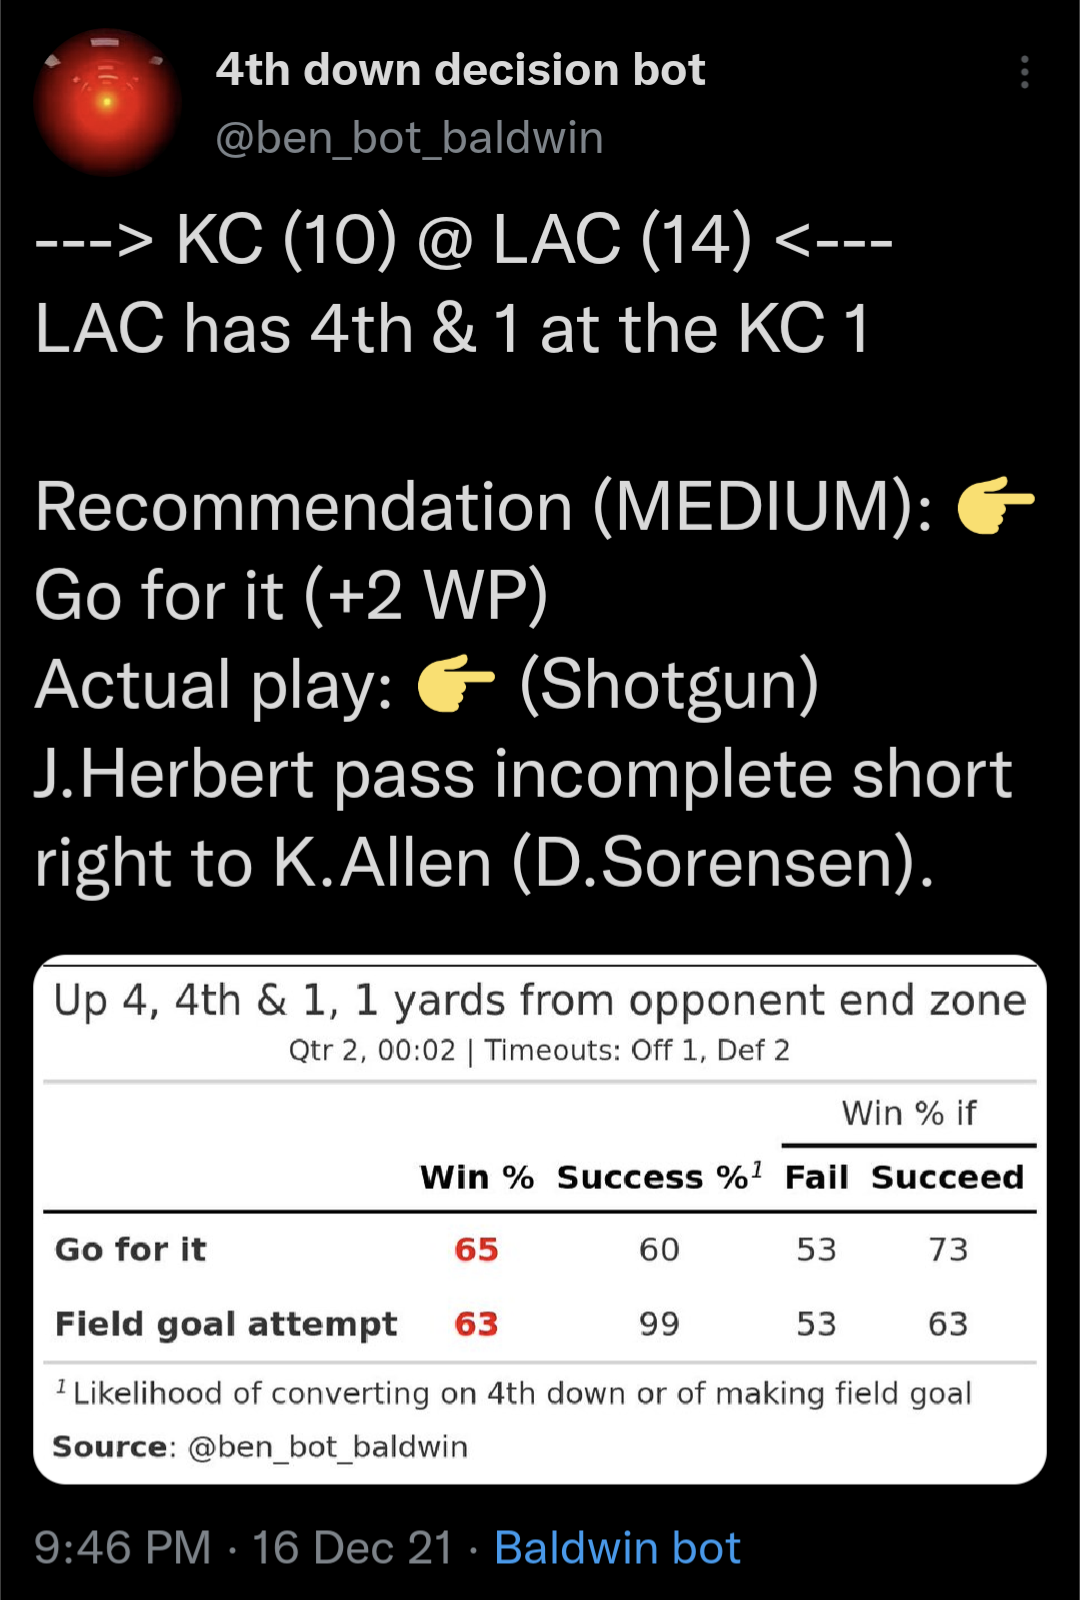 4th down decision bot
@ben_bot_baldwin
---> KC (10) @ LAC (14) <---
LAC has 4th & 1 at the KC 1
Recommendation (MEDIUM): 👉
Go for it (+2 WP)
Actual play: 👉 (Shotgun)
J.Herbert pass incomplete short
right to K.Allen (D.Sorensen).
Up 4, 4th & 1, 1 yards from opponent end zone
Qtr 2, 00:02 | Timeouts: Off 1, Def 2
Win % if
Win % Success %¹ Fail Succeed
Go for it 65 60 53 73
Field goal attempt 63 99 53 63
¹ Likelihood of converting on 4th down or of making field goal
Source: @ben_bot_baldwin
9:46 PM · 16 Dec 21 · Baldwin bot